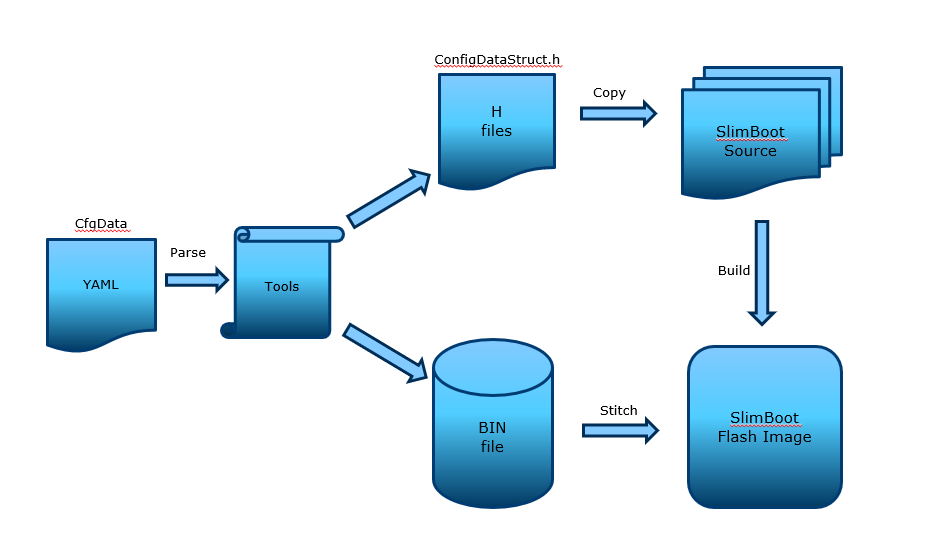 ConfigDataStruct.h
H
files
Copy
SlimBoot
Source
CfgData
YAML
Parse
Tools
Build
BIN
file
Stitch
SlimBoot
Flash Image